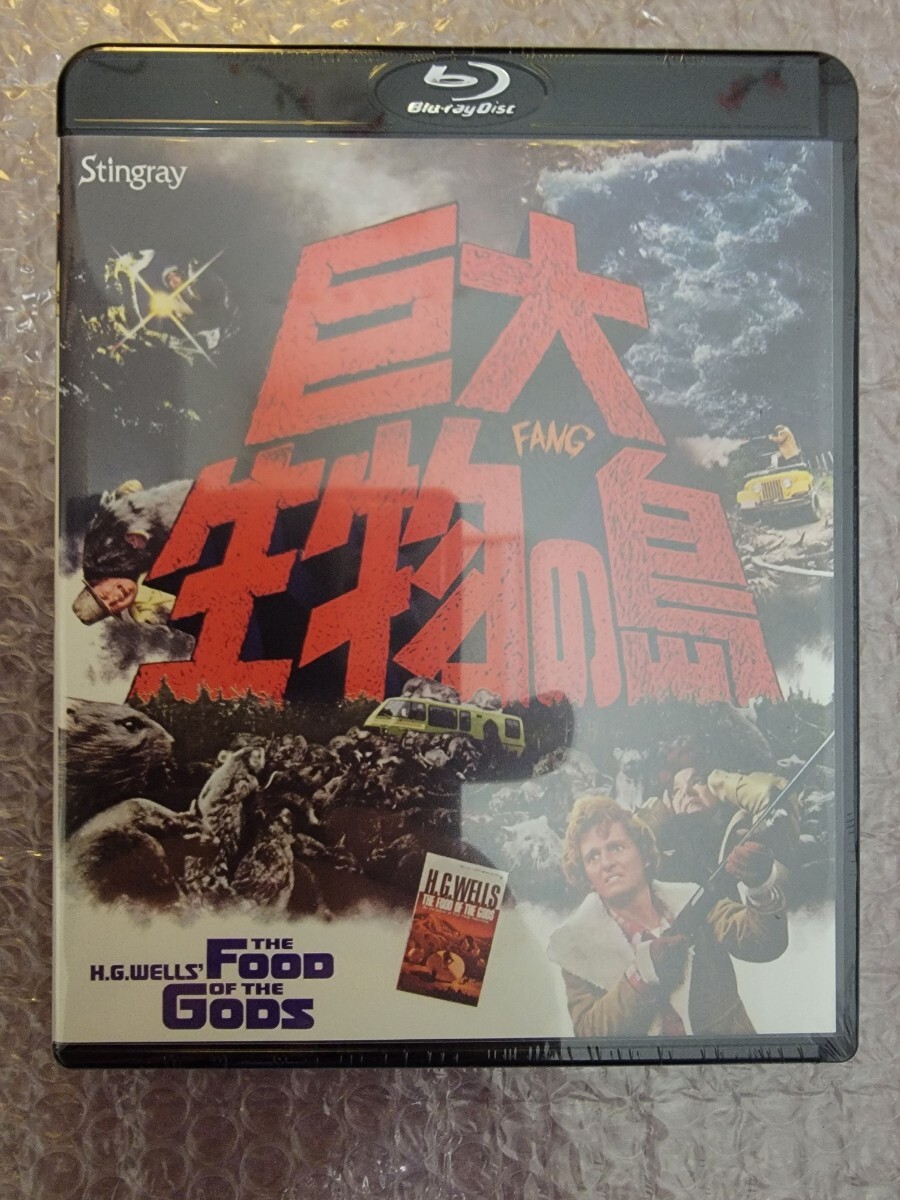 Blu-ray Disc
Stingray
巨大
FANG
生物の島
H.G.WELLS
THE FOOD OF THE GODS
THE
H.G.WELLS' FOOD
OF THE
GODS